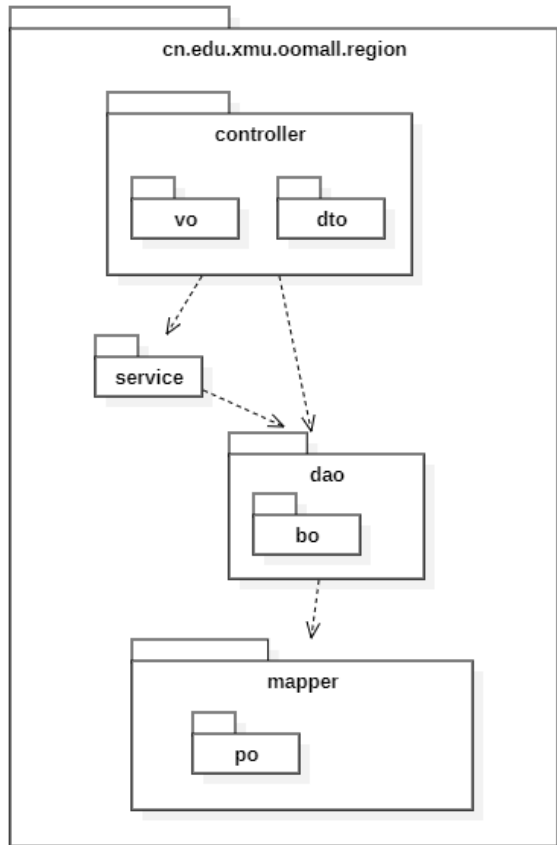 cn.edu.xmu.oomall.region
controller
vo
dto
service
dao
bo
mapper
po